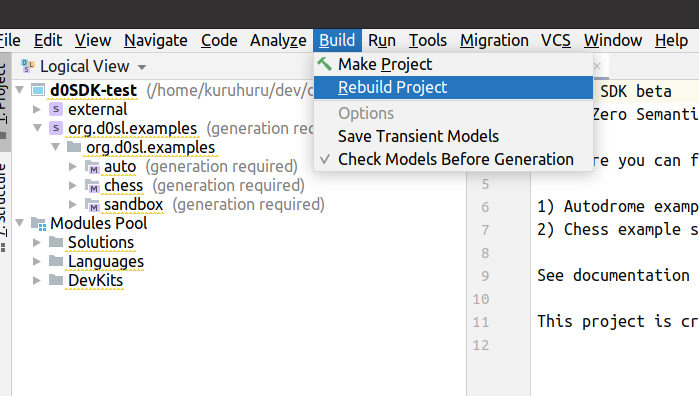 File Edit View Navigate Code Analyze Build Run Tools Migration VCS Window Help
1: Project
Logical View
Make Project
Rebuild Project
Options
Save Transient Models
Check Models Before Generation
d0SDK-test (/home/kuruhuru/dev/
external
org.d0sl.examples (generation required)
org.d0sl.examples
auto (generation required)
chess (generation required)
sandbox (generation required)
Modules Pool
Solutions
Languages
DevKits
7: Structure
SDK beta
Zero Semanti
re you can f
5
6 1) Autodrome examp
7 2) Chess example s
8
9 See documentation
10
11 This project is cr
12